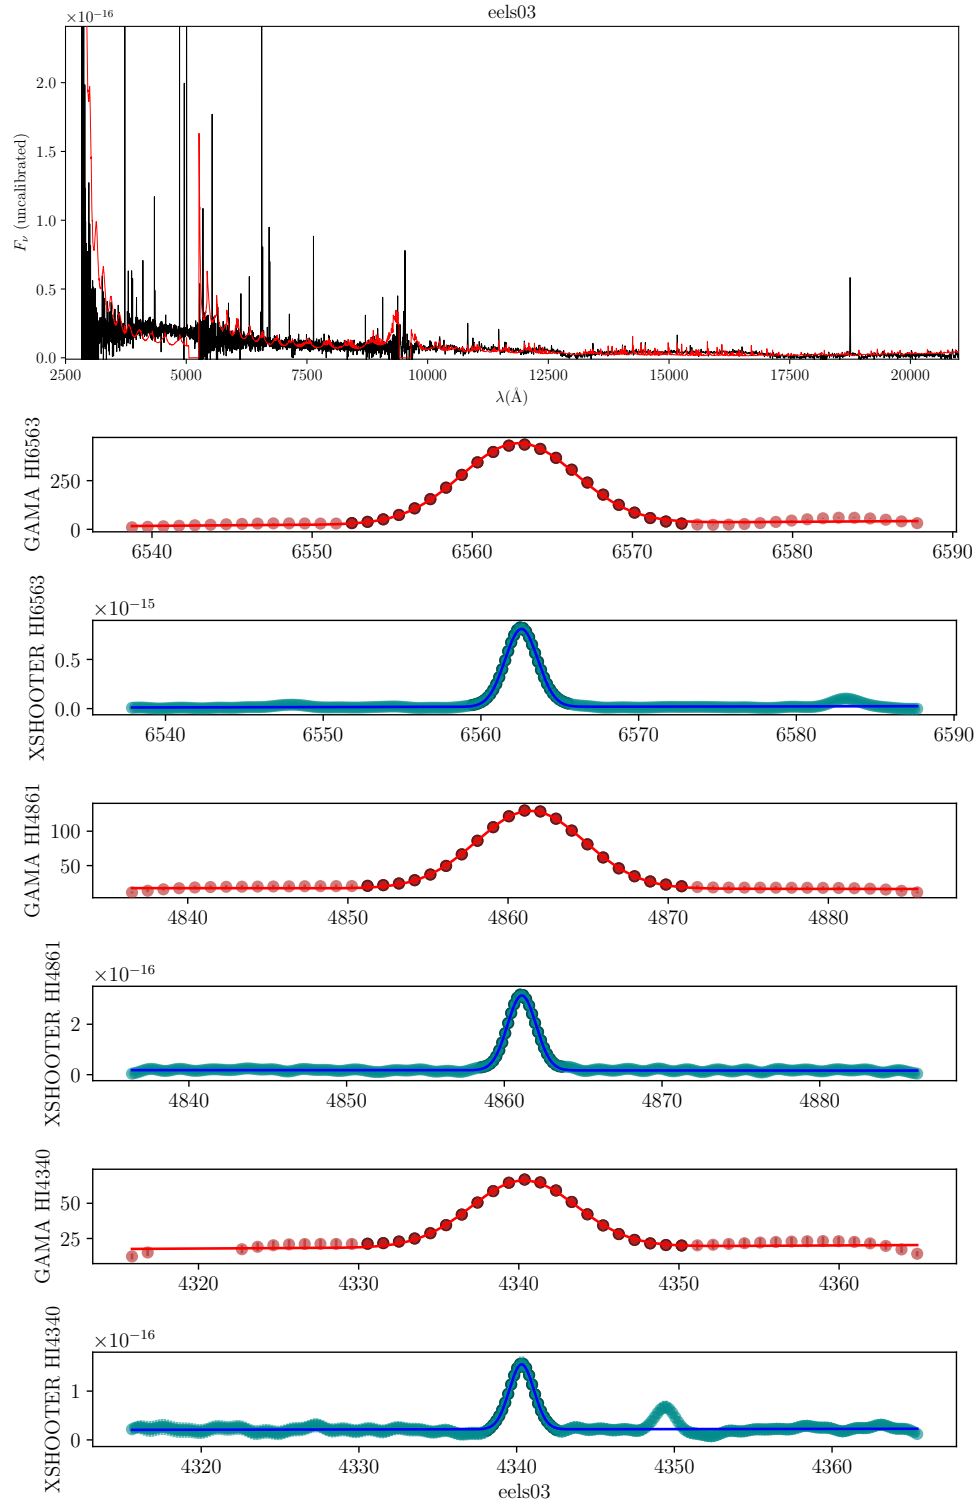 eels03
×10⁻¹⁶
F_ν (uncalibrated)
2.0
1.5
1.0
0.5
0.0
2500 5000 7500 10000 12500 15000 17500 20000
λ(Å)
GAMA HI6563
250
0
6540 6550 6560 6570 6580 6590
XSHOOTER HI6563
×10⁻¹⁵
0.5
0.0
6540 6550 6560 6570 6580 6590
GAMA HI4861
100
50
4840 4850 4860 4870 4880
XSHOOTER HI4861
×10⁻¹⁶
2
0
4840 4850 4860 4870 4880
GAMA HI4340
50
25
4320 4330 4340 4350 4360
XSHOOTER HI4340
×10⁻¹⁶
1
0
4320 4330 4340 4350 4360
eels03